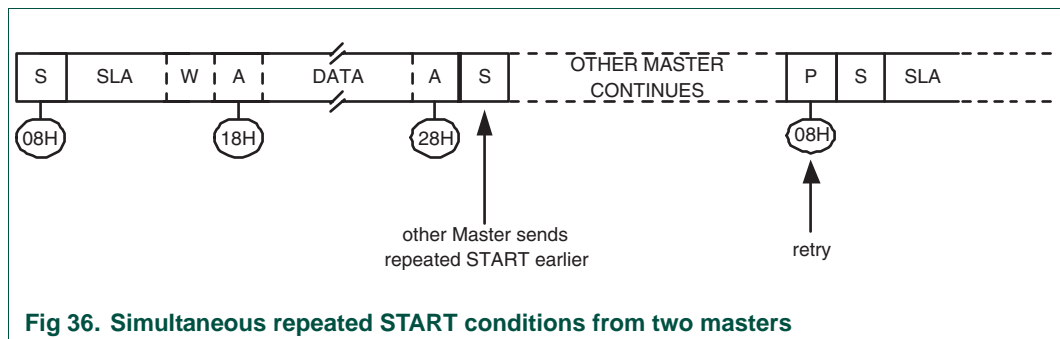 S SLA W A DATA A S OTHER MASTER CONTINUES P S SLA
08H 18H 28H 08H
other Master sends
repeated START earlier
retry
Fig 36. Simultaneous repeated START conditions from two masters